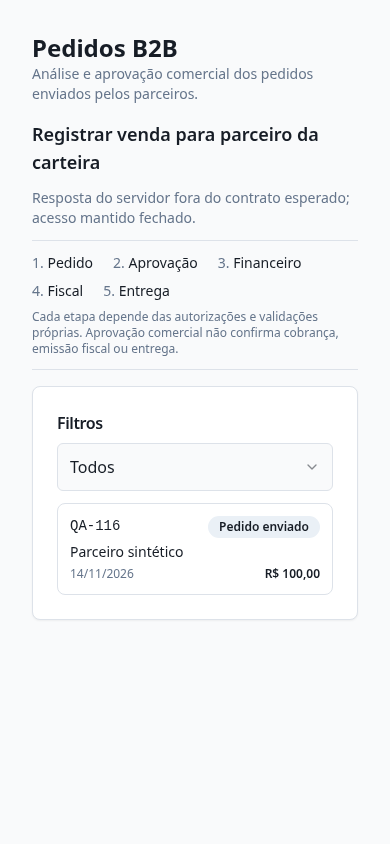 Pedidos B2B
Análise e aprovação comercial dos pedidos
enviados pelos parceiros.
Registrar venda para parceiro da
carteira
Resposta do servidor fora do contrato esperado;
acesso mantido fechado.
1. Pedido 2. Aprovação 3. Financeiro
4. Fiscal 5. Entrega
Cada etapa depende das autorizações e validações
próprias. Aprovação comercial não confirma cobrança,
emissão fiscal ou entrega.
Filtros
Todos
QA-116 Pedido enviado
Parceiro sintético
14/11/2026 R$ 100,00